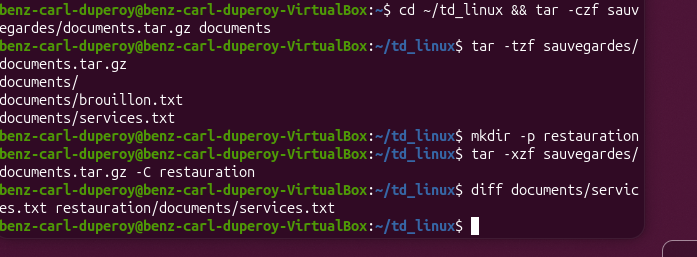 benz-carl-duperoy@benz-carl-duperoy-VirtualBox:~$ cd ~/td_linux && tar -czf sauv
egardes/documents.tar.gz documents
benz-carl-duperoy@benz-carl-duperoy-VirtualBox:~/td_linux$ tar -tzf sauvegardes/
documents.tar.gz
documents/
documents/brouillon.txt
documents/services.txt
benz-carl-duperoy@benz-carl-duperoy-VirtualBox:~/td_linux$ mkdir -p restauration
benz-carl-duperoy@benz-carl-duperoy-VirtualBox:~/td_linux$ tar -xzf sauvegardes/
documents.tar.gz -C restauration
benz-carl-duperoy@benz-carl-duperoy-VirtualBox:~/td_linux$ diff documents/servic
es.txt restauration/documents/services.txt
benz-carl-duperoy@benz-carl-duperoy-VirtualBox:~/td_linux$